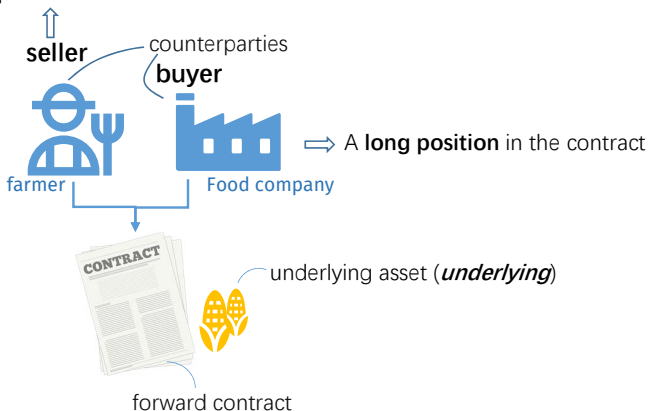 seller
counterparties
buyer
A long position in the contract
farmer
Food company
CONTRACT
underlying asset (underlying)
forward contract